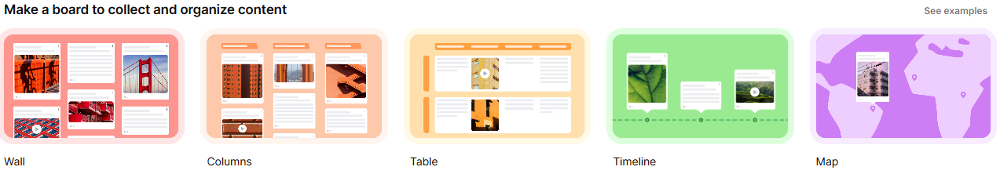 Make a board to collect and organize content
See examples
Wall
Columns
Table
Timeline
Map